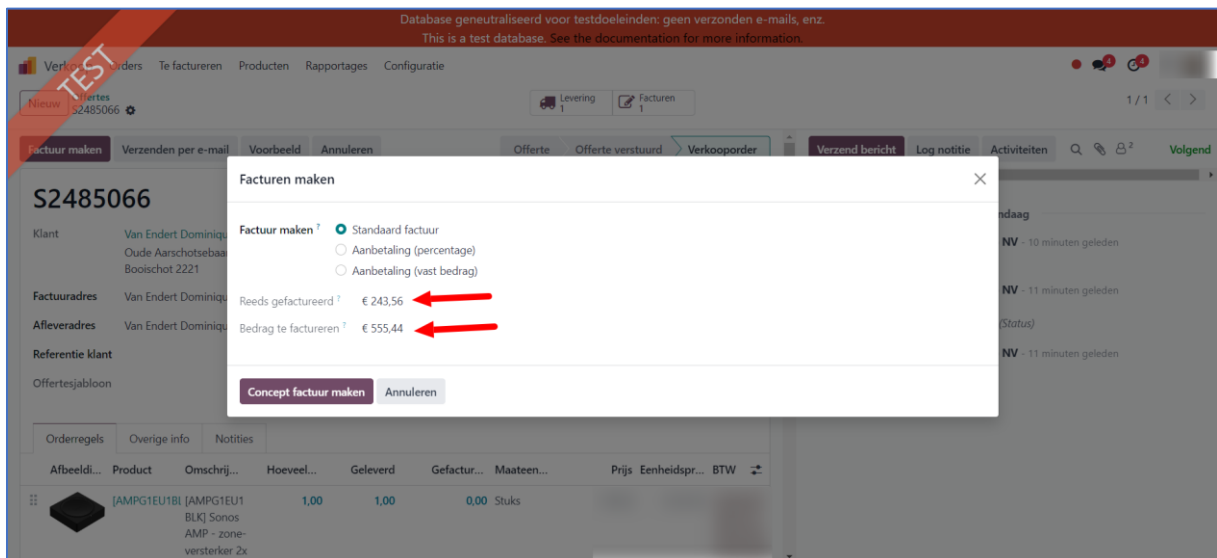 Database geneutraliseerd voor testdoeleinden: geen verzonden e-mails, enz.
This is a test database. See the documentation for more information.
TEST
Orders Te factureren Producten Rapportages Configuratie
4 4
Nieuw Offertes
S2485066
Levering
1
Facturen
1
1 / 1
Factuur maken Verzenden per e-mail Voorbeeld Annuleren Offerte Offerte verstuurd Verkooporder
Verzend bericht Log notitie Activiteiten 2 Volgend
S2485066
Klant Van Endert Dominiqu
Oude Aarschotsebaa
Booischot 2221
Factuuradres Van Endert Dominiqu
Afleveradres Van Endert Dominiqu
Referentie klant
Offertesjabloon
Facturen maken
Factuur maken ? Standaard factuur
Aanbetaling (percentage)
Aanbetaling (vast bedrag)
Reeds gefactureerd ? € 243,56
Bedrag te factureren ? € 555,44
Concept factuur maken Annuleren
ndaag
NV - 10 minuten geleden
NV - 11 minuten geleden
(Status)
NV - 11 minuten geleden
Orderregels Overige info Notities
Afbeeldi... Product Omschrij... Hoeveel... Geleverd Gefactur... Maateen... Prijs Eenheidspr... BTW
[AMPG1EU1BL [AMPG1EU1 1,00 1,00 0,00 Stuks
BLK] Sonos
AMP - zone-
versterker 2x